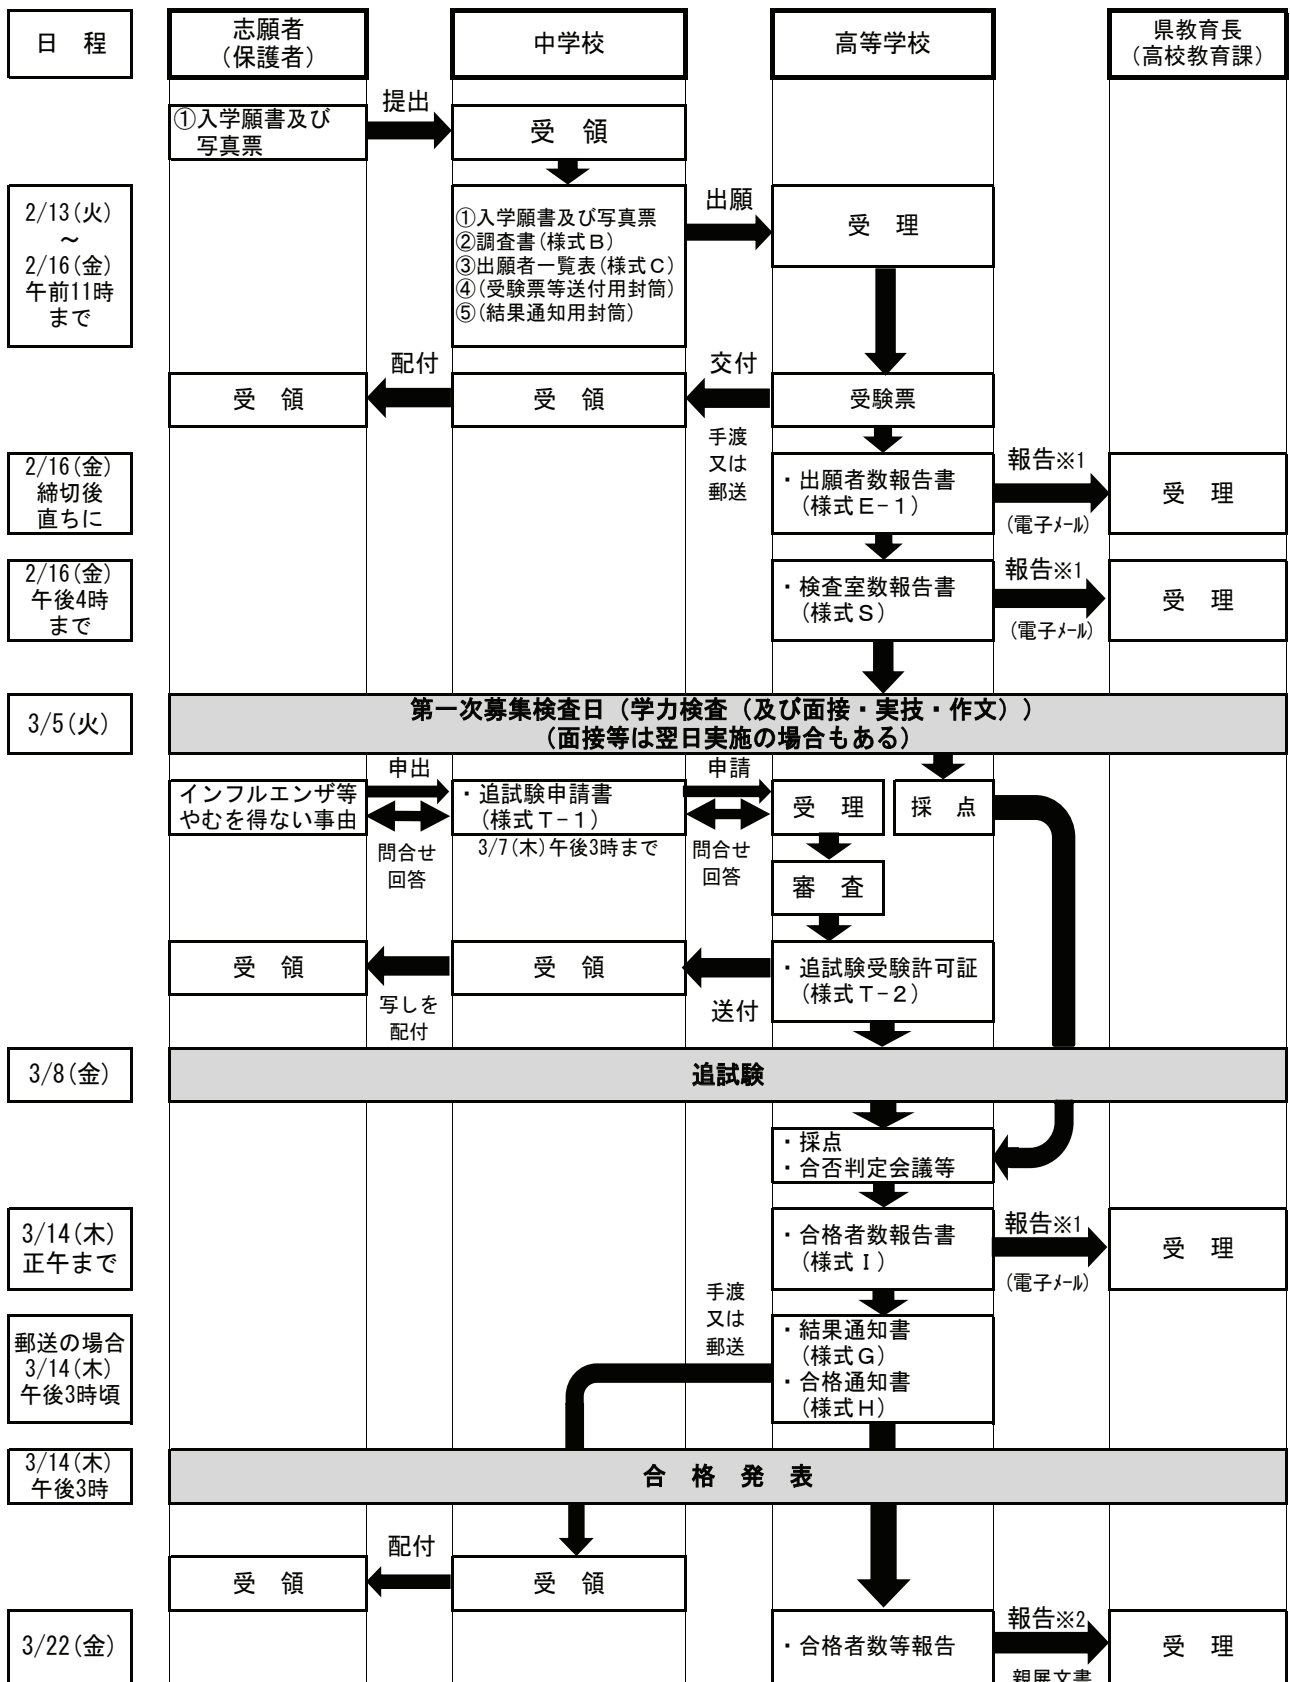 日　程
志願者
（保護者）
中学校
高等学校
県教育長
（高校教育課）
①入学願書及び
写真票
提出
受　領
2/13(火)
～
2/16(金)
午前11時
まで
①入学願書及び写真票
②調査書(様式Ｂ)
③出願者一覧表(様式Ｃ)
④(受験票等送付用封筒)
⑤(結果通知用封筒)
出願
受　理
受　領
配付
受　領
交付
受験票
手渡
又は
郵送
2/16(金)
締切後
直ちに
・出願者数報告書
(様式Ｅ-１)
報告※1
(電子ﾒｰﾙ)
受　理
2/16(金)
午後4時
まで
・検査室数報告書
(様式Ｓ)
報告※1
(電子ﾒｰﾙ)
受　理
3/5(火)
第一次募集検査日（学力検査（及び面接・実技・作文））
（面接等は翌日実施の場合もある）
インフルエンザ等
やむを得ない事由
申出
問合せ
回答
・追試験申請書
(様式Ｔ-１)
3/7(木)午後3時まで
申請
問合せ
回答
受　理
採　点
審　査
受　領
写しを
配付
受　領
送付
・追試験受験許可証
(様式Ｔ-２)
3/8(金)
追試験
・採点
・合否判定会議等
3/14(木)
正午まで
・合格者数報告書
(様式Ｉ)
報告※1
(電子ﾒｰﾙ)
受　理
郵送の場合
3/14(木)
午後3時頃
手渡
又は
郵送
・結果通知書
(様式Ｇ)
・合格通知書
(様式Ｈ)
3/14(木)
午後3時
合　格　発　表
受　領
配付
受　領
3/22(金)
・合格者数等報告
報告※2
親展文書
受　理